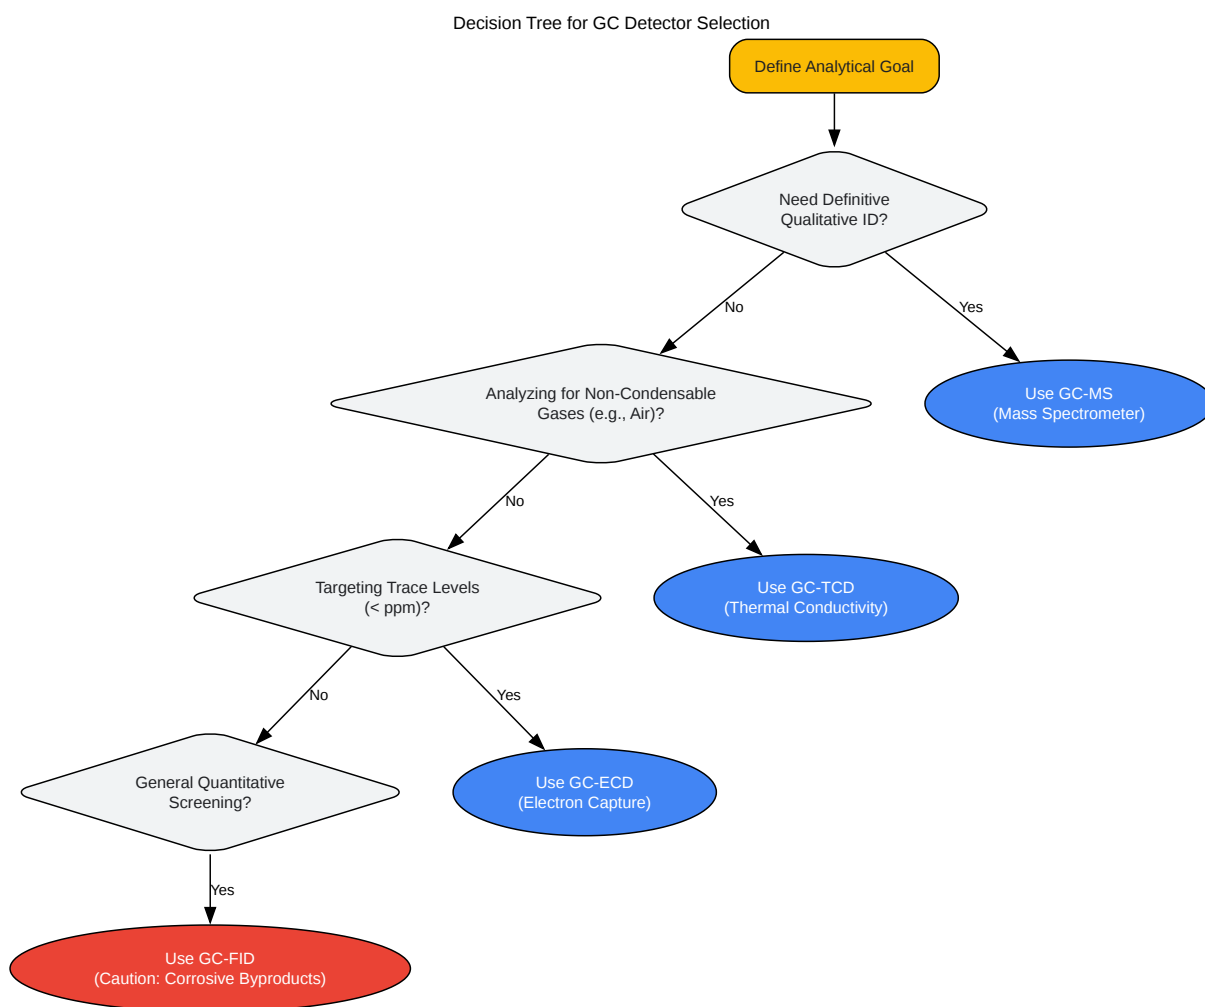 Decision Tree for GC Detector Selection
Define Analytical Goal
Need Definitive
Qualitative ID?
No
Yes
Analyzing for Non-Condensable
Gases (e.g., Air)?
Use GC-MS
(Mass Spectrometer)
No
Yes
Targeting Trace Levels
(< ppm)?
Use GC-TCD
(Thermal Conductivity)
No
Yes
General Quantitative
Screening?
Use GC-ECD
(Electron Capture)
Yes
Use GC-FID
(Caution: Corrosive Byproducts)